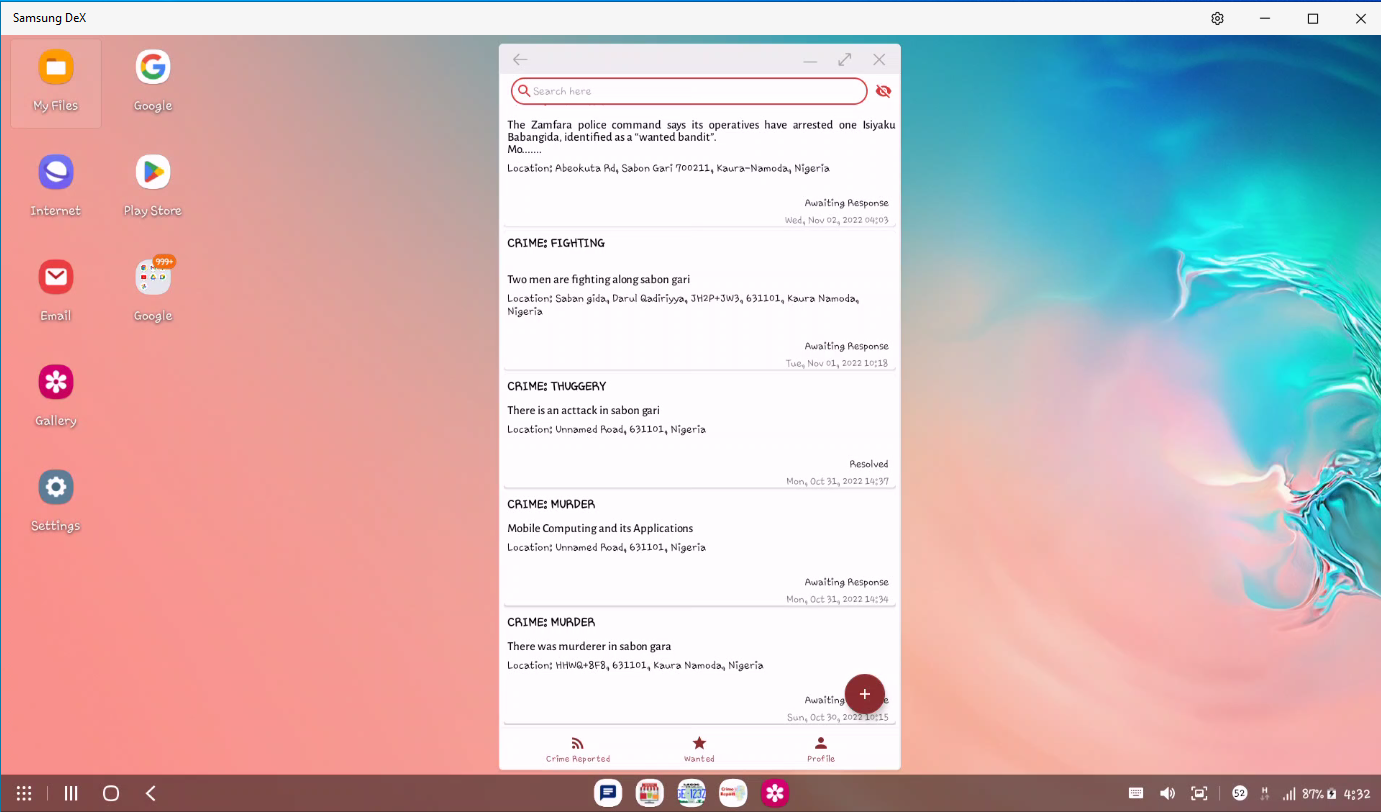 Samsung DeX
My Files
Google
Internet
Play Store
999+
Email
Google
Gallery
Settings
Search here
The Zamfara police command says its operatives have arrested one Isiyaku
Babangida, identified as a "wanted bandit".
Mo.......
Location: Abeokuta Rd, Sabon Gari 700211, Kaura-Namoda, Nigeria
Awaiting Response
Wed, Nov 02, 2022 04:03
CRIME: FIGHTING
Two men are fighting along sabon gari
Location: Saban gida, Darul Qadiriyya, JH2P+JW3, 631101, Kaura Namoda,
Nigeria
Awaiting Response
Tue, Nov 01, 2022 10:18
CRIME: THUGGERY
There is an acttack in sabon gari
Location: Unnamed Road, 631101, Nigeria
Resolved
Mon, Oct 31, 2022 14:37
CRIME: MURDER
Mobile Computing and its Applications
Location: Unnamed Road, 631101, Nigeria
Awaiting Response
Mon, Oct 31, 2022 14:34
CRIME: MURDER
There was murderer in sabon gara
Location: HHWQ+8F8, 631101, Kaura Namoda, Nigeria
Awaiting
Sun, Oct 30, 2022 10:15
Crime Reported
Wanted
Profile
52
H
87%
4:32